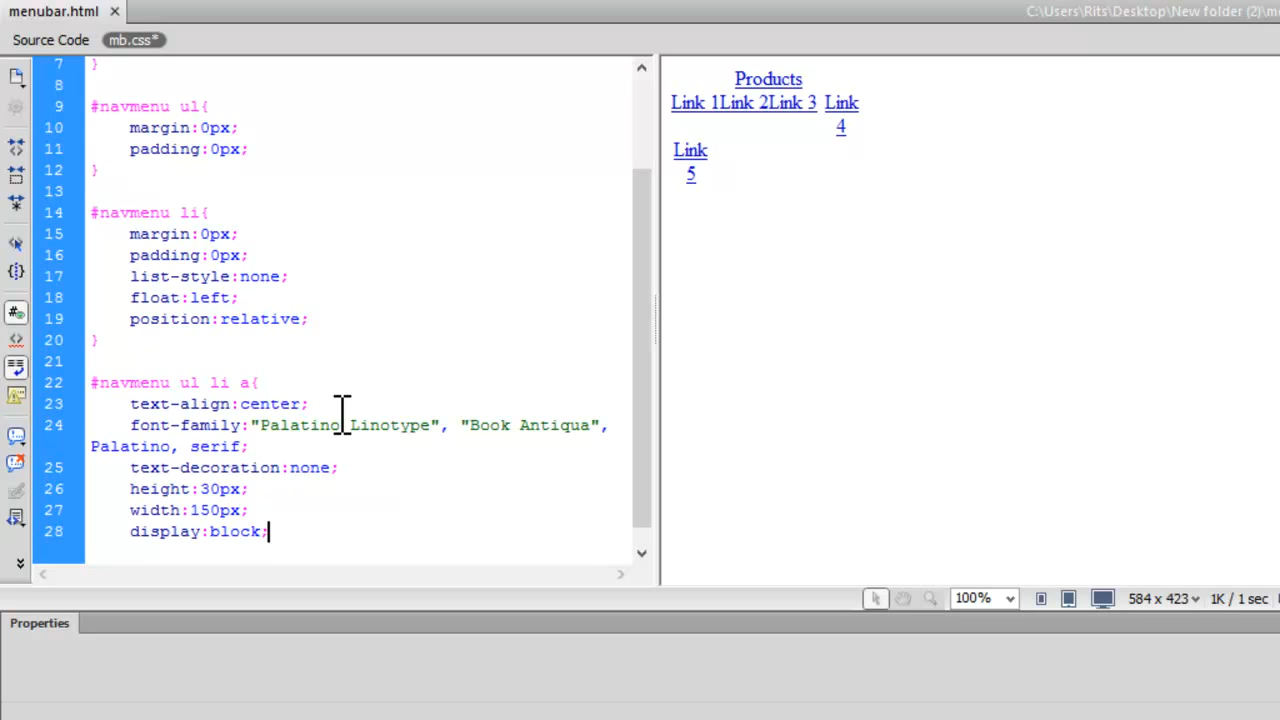 menubar.html ×
C:\Users\Rits\Desktop\New folder (2)\m
Source Code mb.css*
7 }
8
9 #navmenu ul{
10 margin:0px;
11 padding:0px;
12 }
13
14 #navmenu li{
15 margin:0px;
16 padding:0px;
17 list-style:none;
18 float:left;
19 position:relative;
20 }
21
22 #navmenu ul li a{
23 text-align:center;
24 font-family:"Palatino Linotype", "Book Antiqua",
Palatino, serif;
25 text-decoration:none;
26 height:30px;
27 width:150px;
28 display:block;
Products
Link 1Link 2Link 3 Link
4
Link
5
100% 584 x 423 1K / 1 sec
Properties